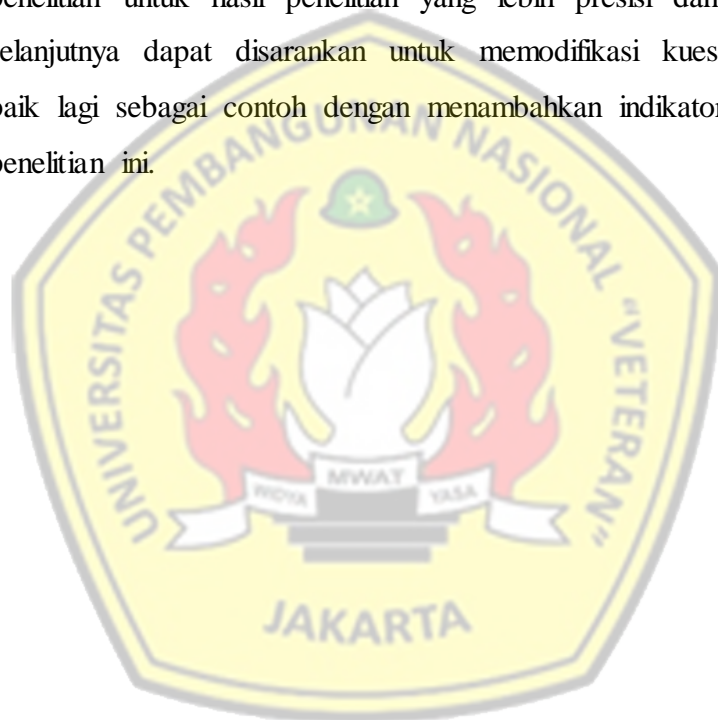 penelitian untuk hasil penelitian yang lebih presisi dan
selanjutnya dapat disarankan untuk memodifikasi kues
baik lagi sebagai contoh dengan menambahkan indikator
penelitian ini.
UNIVERSITAS PEMBANGUNAN NASIONAL "VETERAN"
WIDYA MWAT YASA
JAKARTA